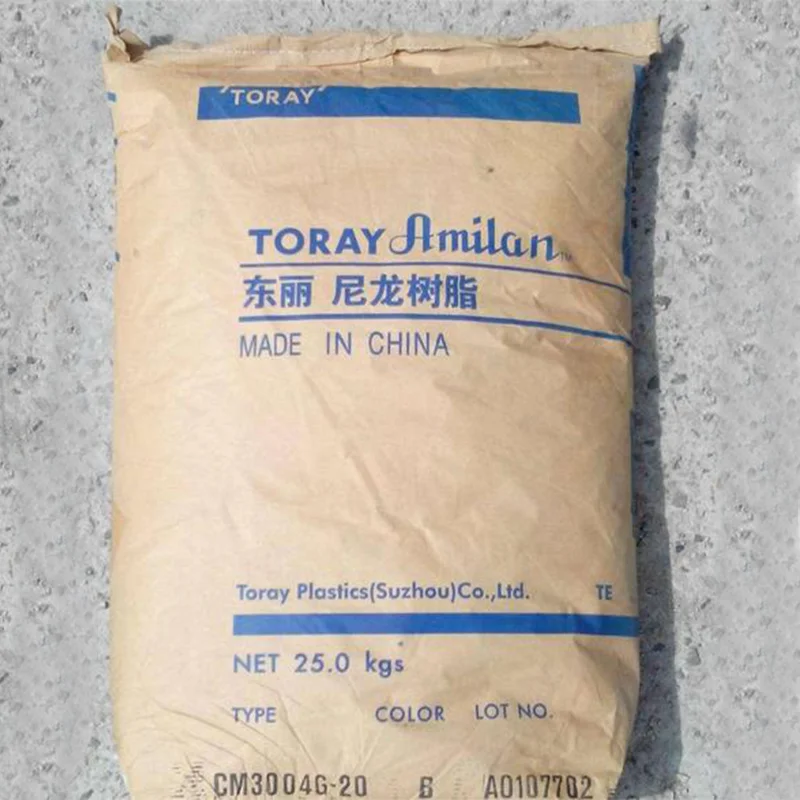 'TORAY'
TORAY Amilan™
东丽 尼龙树脂
MADE IN CHINA
Toray Plastics(Suzhou)Co.,Ltd. TE
NET 25.0 kgs
TYPE COLOR LOT NO.
CM3004G-20 B A0107702